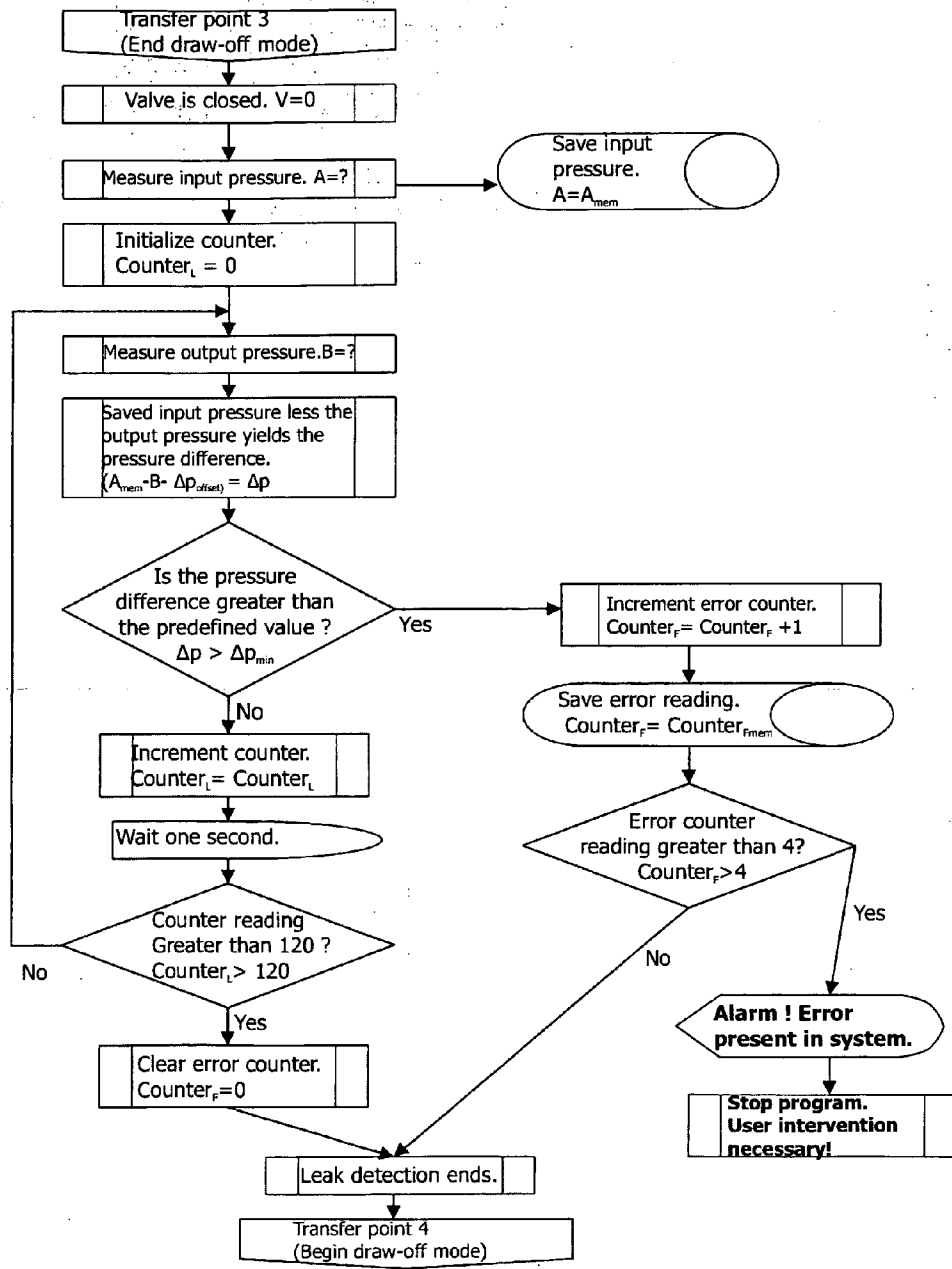 Transfer point 3
(End draw-off mode)
Valve is closed. V=0
Measure input pressure. A=?
Save input
pressure.
A=Amem
Initialize counter.
CounterL = 0
Measure output pressure.B=?
Saved input pressure less the
output pressure yields the
pressure difference.
(Amem-B- Δpoffset) = Δp
Is the pressure
difference greater than
the predefined value ?
Δp > Δpmin
Yes
No
Increment error counter.
CounterF= CounterF +1
Save error reading.
CounterF= CounterFmem
Increment counter.
CounterL= CounterL
Wait one second.
Error counter
reading greater than 4?
CounterF>4
Yes
No
Counter reading
Greater than 120 ?
CounterL> 120
No
Yes
Alarm ! Error
present in system.
Clear error counter.
CounterF=0
Stop program.
User intervention
necessary!
Leak detection ends.
Transfer point 4
(Begin draw-off mode)